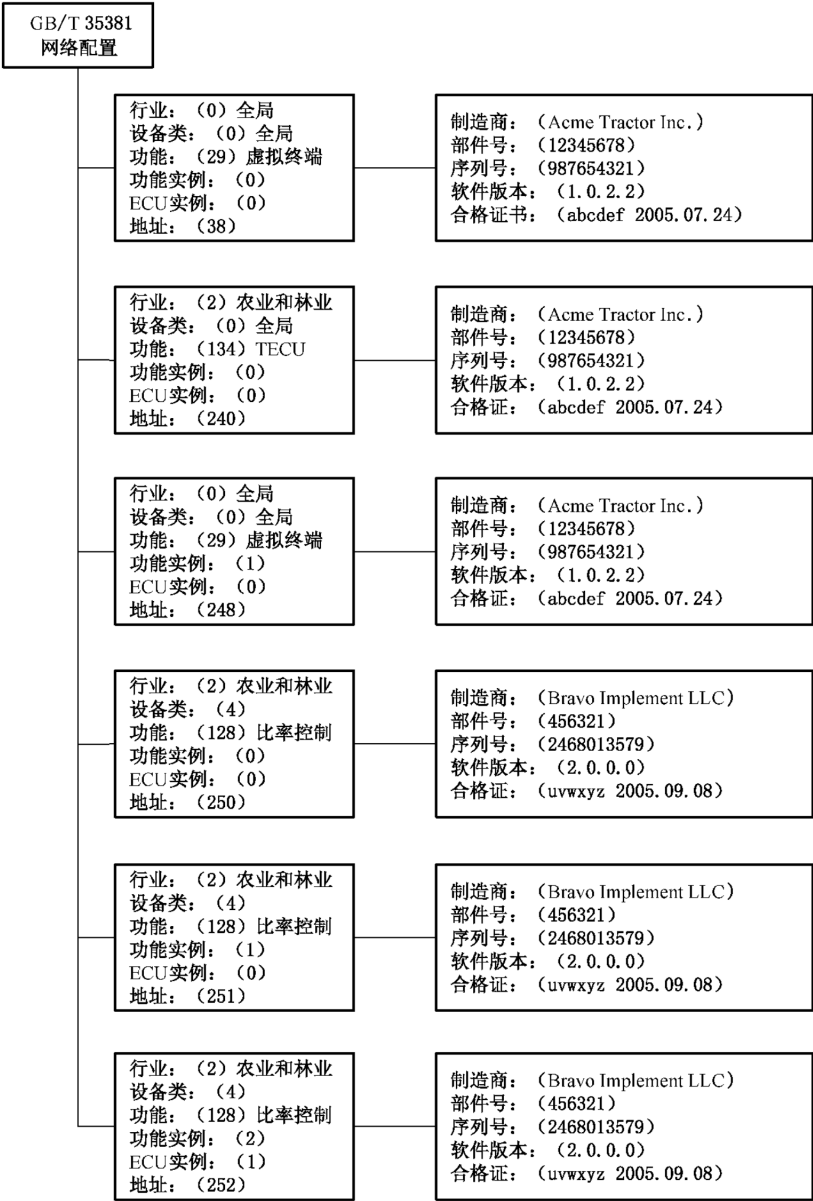 GB/T 35381
网络配置
行业：（0）全局
设备类：（0）全局
功能：（29）虚拟终端
功能实例：（0）
ECU实例：（0）
地址：（38）
制造商：（Acme Tractor Inc.）
部件号：（12345678）
序列号：（987654321）
软件版本：（1.0.2.2）
合格证书：（abcdef 2005.07.24）
行业：（2）农业和林业
设备类：（0）全局
功能：（134）TECU
功能实例：（0）
ECU实例：（0）
地址：（240）
制造商：（Acme Tractor Inc.）
部件号：（12345678）
序列号：（987654321）
软件版本：（1.0.2.2）
合格证：（abcdef 2005.07.24）
行业：（0）全局
设备类：（0）全局
功能：（29）虚拟终端
功能实例：（1）
ECU实例：（0）
地址：（248）
制造商：（Acme Tractor Inc.）
部件号：（12345678）
序列号：（987654321）
软件版本：（1.0.2.2）
合格证：（abcdef 2005.07.24）
行业：（2）农业和林业
设备类：（4）
功能：（128）比率控制
功能实例：（0）
ECU实例：（0）
地址：（250）
制造商：（Bravo Implement LLC）
部件号：（456321）
序列号：（2468013579）
软件版本：（2.0.0.0）
合格证：（uvwxyz 2005.09.08）
行业：（2）农业和林业
设备类：（4）
功能：（128）比率控制
功能实例：（1）
ECU实例：（0）
地址：（251）
制造商：（Bravo Implement LLC）
部件号：（456321）
序列号：（2468013579）
软件版本：（2.0.0.0）
合格证：（uvwxyz 2005.09.08）
行业：（2）农业和林业
设备类：（4）
功能：（128）比率控制
功能实例：（2）
ECU实例：（1）
地址：（252）
制造商：（Bravo Implement LLC）
部件号：（456321）
序列号：（2468013579）
软件版本：（2.0.0.0）
合格证：（uvwxyz 2005.09.08）